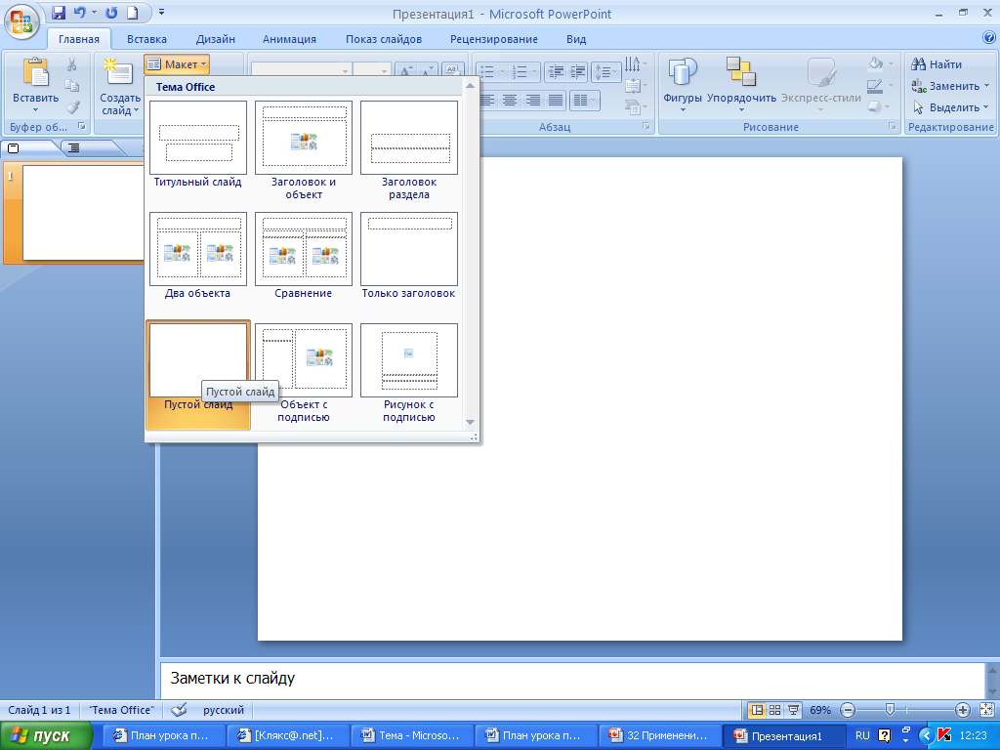 Презентация1 - Microsoft PowerPoint
Главная Вставка Дизайн Анимация Показ слайдов Рецензирование Вид
Макет
Вставить
Создать
слайд
Фигуры Упорядочить Экспресс-стили
Найти
Заменить
Выделить
Буфер об... Абзац Рисование Редактирование
Тема Office
Титульный слайд
Заголовок и
объект
Заголовок
раздела
Два объекта
Сравнение
Только заголовок
Пустой слайд
Пустой слайд
Объект с
подписью
Рисунок с
подписью
1
Заметки к слайду
Слайд 1 из 1 "Тема Office" русский 69%
пуск План урока п... [Клякс@.net]... Тема - Microso... План урока п... 32 Применени... Презентация1 RU 12:23